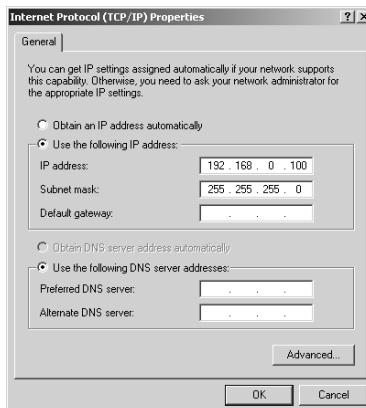 Internet Protocol (TCP/IP) Properties ? X
General
You can get IP settings assigned automatically if your network supports
this capability. Otherwise, you need to ask your network administrator for
the appropriate IP settings.
Obtain an IP address automatically
Use the following IP address:
IP address: 192 . 168 . 0 . 100
Subnet mask: 255 . 255 . 255 . 0
Default gateway: . . .
Obtain DNS server address automatically
Use the following DNS server addresses:
Preferred DNS server: . . .
Alternate DNS server: . . .
Advanced...
OK Cancel